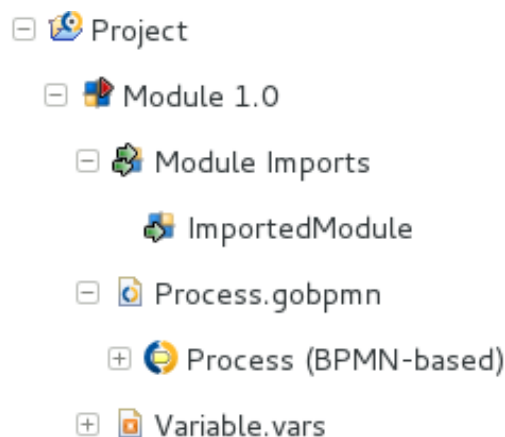 Project
Module 1.0
Module Imports
ImportedModule
Process.gobpmn
Process (BPMN-based)
Variable.vars